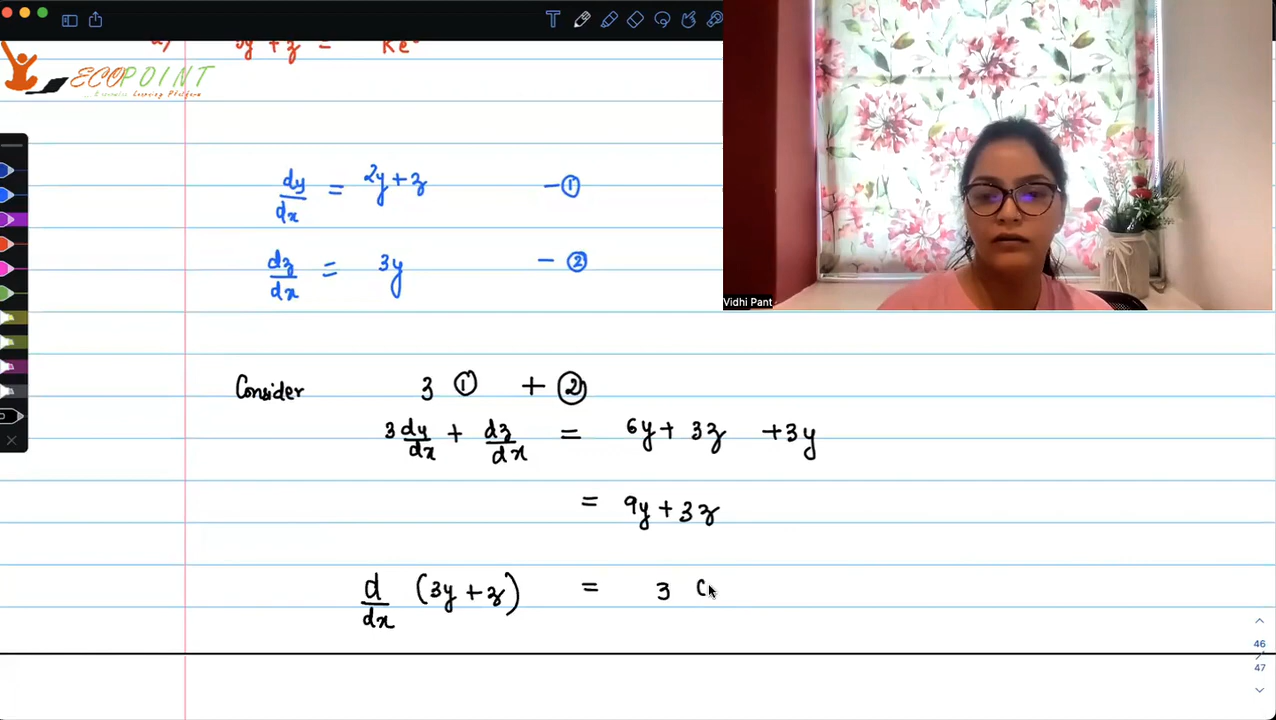 3y + z =
ECOPOINT
dy/dx = 2y + z - ①
dz/dx = 3y - ②
Vidhi Pant
Consider 3 ① + ②
3 dy/dx + dz/dx = 6y + 3z + 3y
= 9y + 3z
d/dx (3y + z) = 3 (
46
47